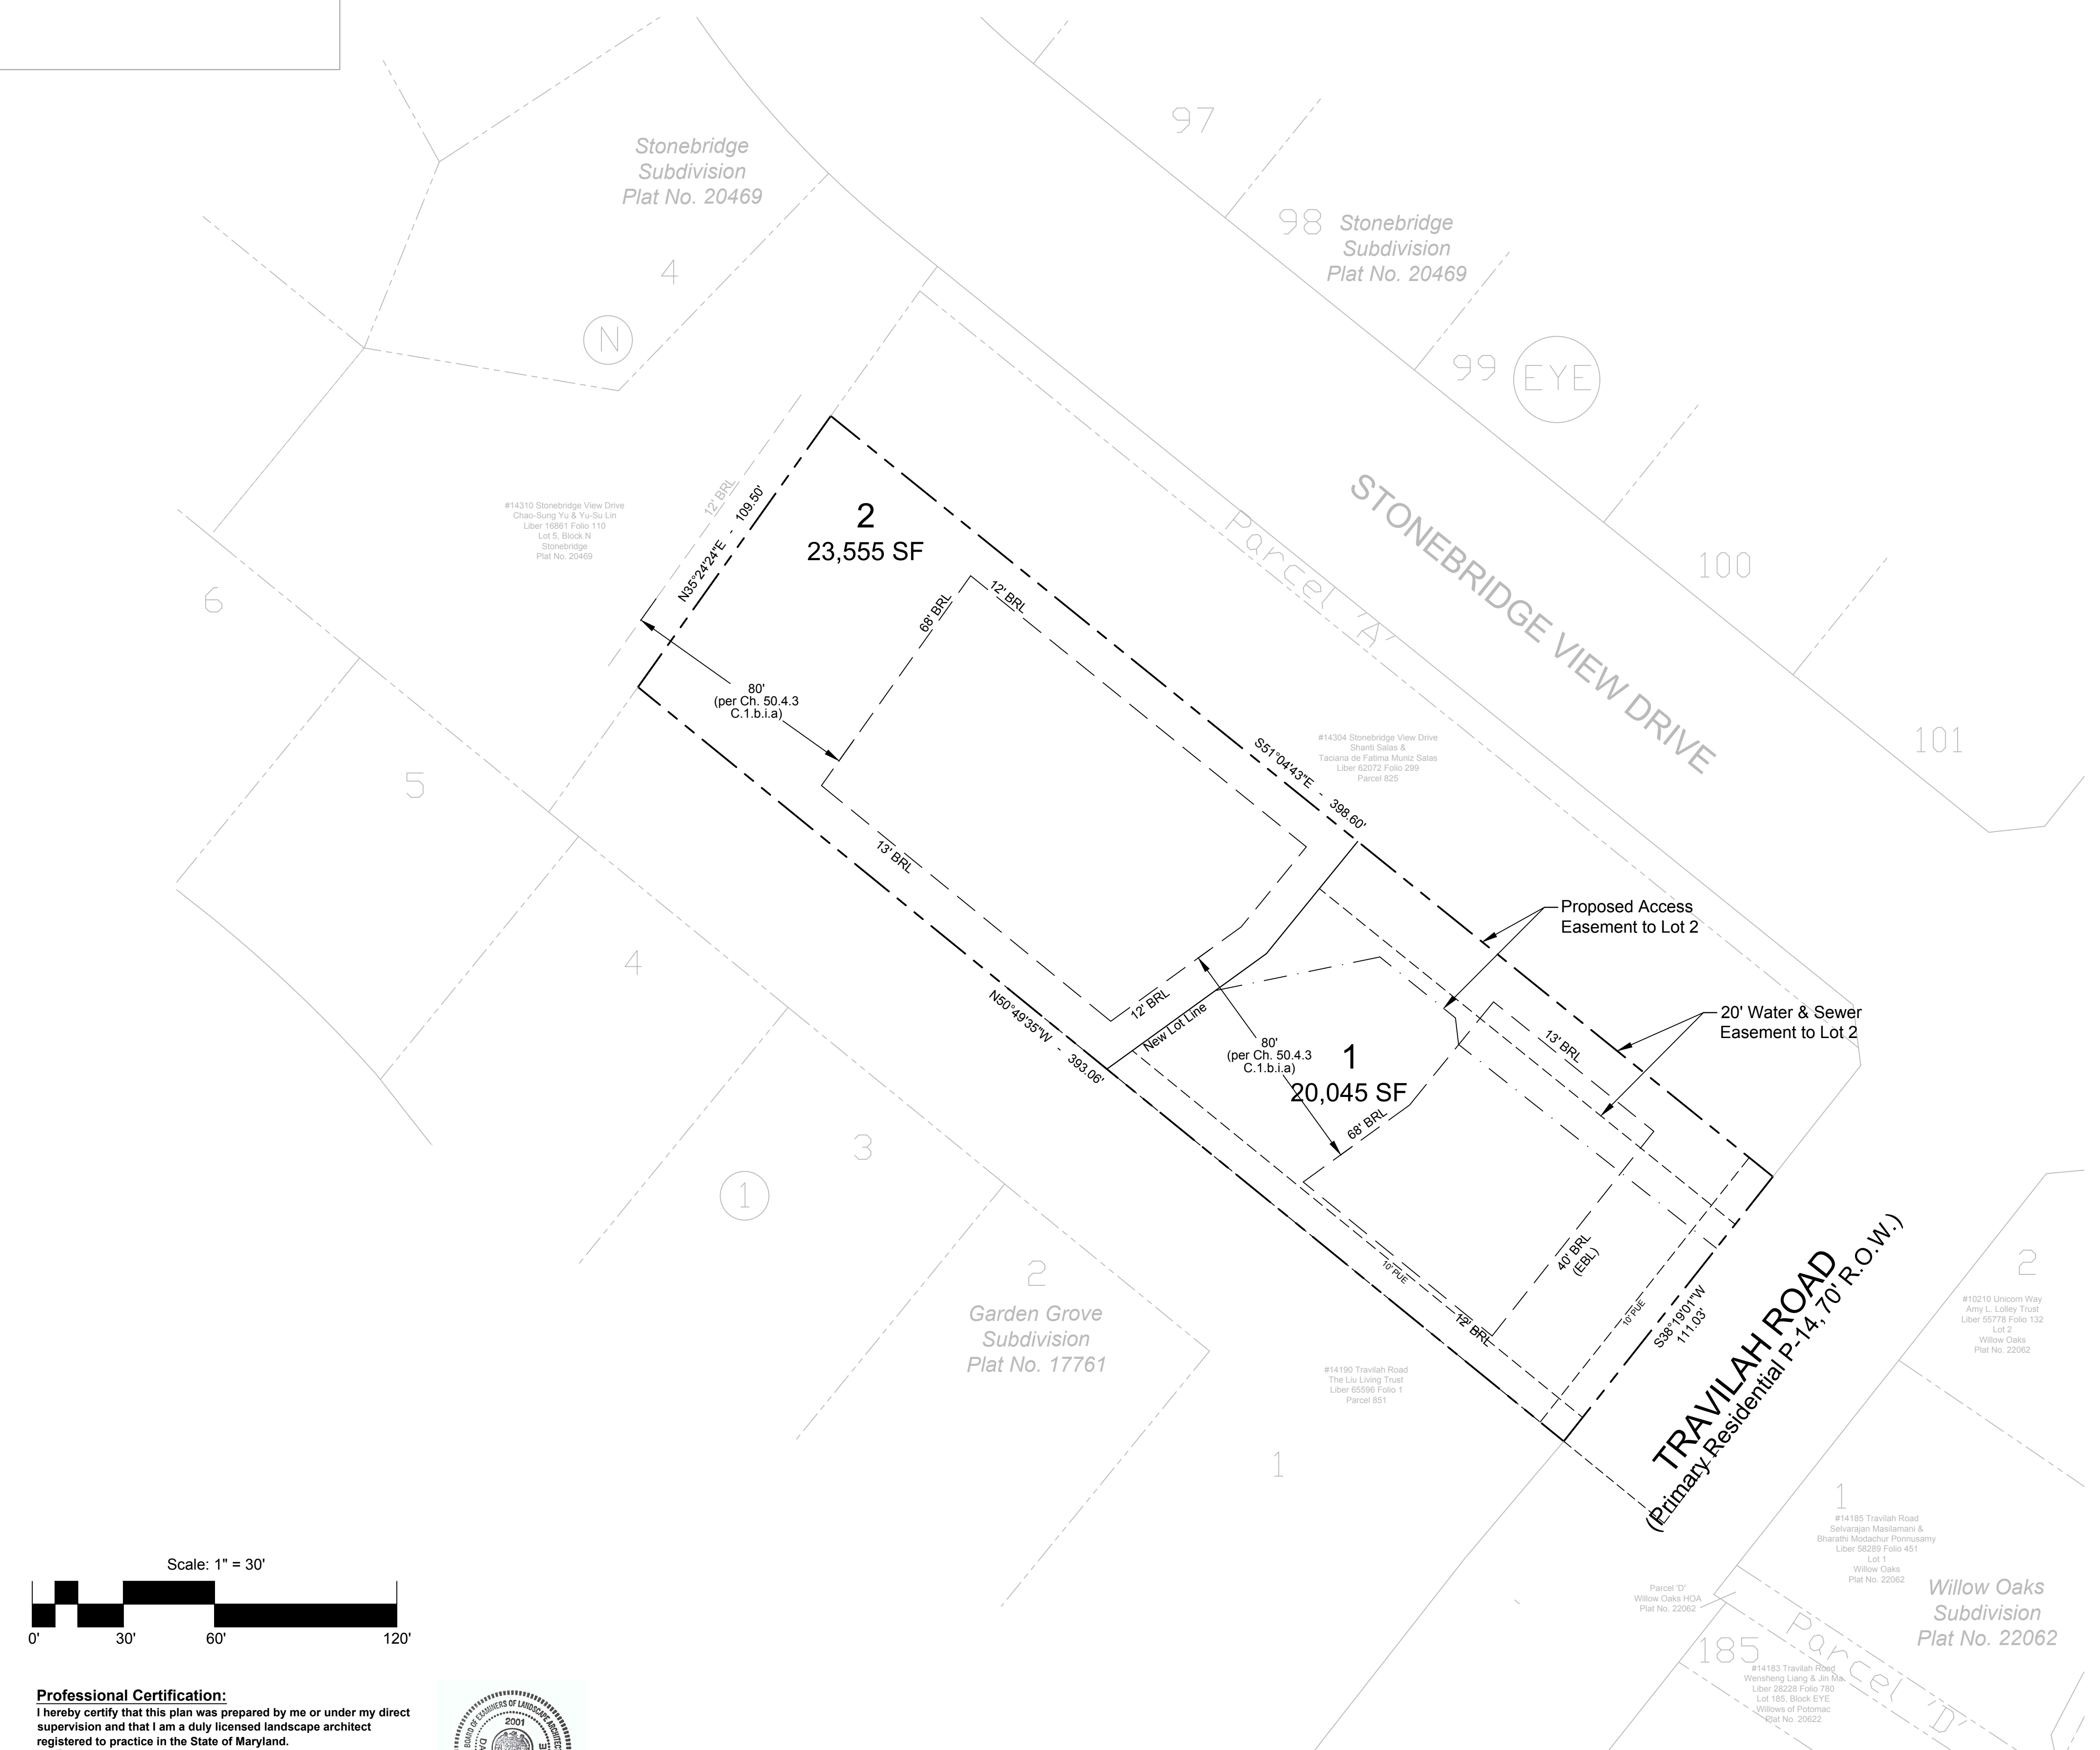 97
Stonebridge
Subdivision
Plat No. 20469
98
Stonebridge
Subdivision
Plat No. 20469
4
N
99
EYE
STONEBRIDGE VIEW DRIVE
Parcel 'A'
100
101
#14310 Stonebridge View Drive
Chao-Sung Yu & Yu-Su Lin
Liber 16861 Folio 110
Lot 5, Block N
Stonebridge
Plat No. 20469
12' BRL
N35°24'24"E - 109.50'
2
23,555 SF
68' BRL
12' BRL
6
80'
(per Ch. 50.4.3
C.1.b.i.a)
5
S51°04'43"E - 398.60'
#14304 Stonebridge View Drive
Shanti Salas &
Taciana de Fatima Muniz Salas
Liber 62072 Folio 299
Parcel 825
13' BRL
4
Proposed Access
Easement to Lot 2
20' Water & Sewer
Easement to Lot 2
12' BRL
New Lot Line
N50°49'35"W - 393.06'
80'
(per Ch. 50.4.3
C.1.b.i.a)
1
20,045 SF
13' BRL
68' BRL
3
1
2
Garden Grove
Subdivision
Plat No. 17761
10' PUE
12' BRL
40' BRL
(EBL)
10' PUE
S38°19'01"W
111.03'
TRAVILAH ROAD
(Primary Residential P-14, 70' R.O.W.)
2
#10210 Unicorn Way
Amy L. Lolley Trust
Liber 55778 Folio 132
Lot 2
Willow Oaks
Plat No. 22062
#14190 Travilah Road
The Liu Living Trust
Liber 65596 Folio 1
Parcel 851
1
1
#14185 Travilah Road
Selvarajan Masilamani &
Bharathi Modachur Ponnusamy
Liber 58289 Folio 451
Lot 1
Willow Oaks
Plat No. 22062
Willow Oaks
Subdivision
Plat No. 22062
Parcel 'D'
Willow Oaks HOA
Plat No. 22062
Parcel 'D'
185
#14183 Travilah Road
Wensheng Liang & Jin Ma
Liber 28228 Folio 780
Lot 185, Block EYE
Willows of Potomac
Plat No. 20622
Scale: 1" = 30'
0' 30' 60' 120'
Professional Certification:
I hereby certify that this plan was prepared by me or under my direct
supervision and that I am a duly licensed landscape architect
registered to practice in the State of Maryland.
BOARD OF EXAMINERS OF LANDSCAPE
2001